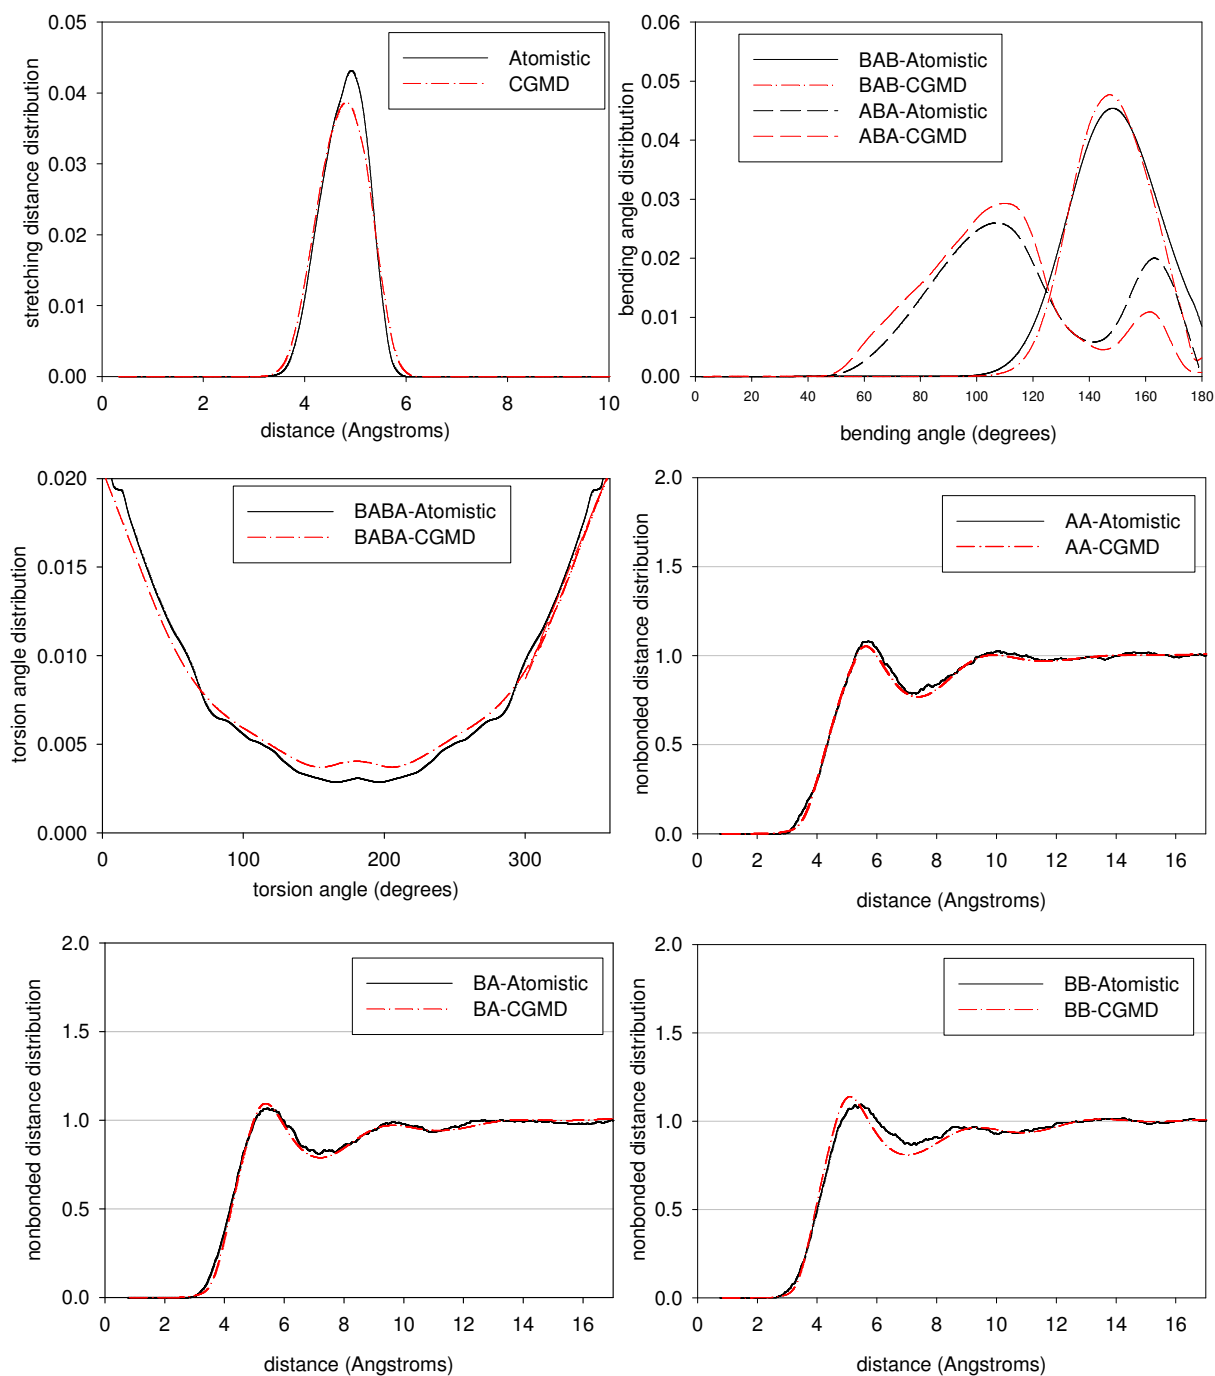 stretching distance distribution
0.05
0.04
0.03
0.02
0.01
0.00
Atomistic
CGMD
0 2 4 6 8 10
distance (Angstroms)
bending angle distribtution
0.06
0.05
0.04
0.03
0.02
0.01
0.00
BAB-Atomistic
BAB-CGMD
ABA-Atomistic
ABA-CGMD
0 20 40 60 80 100 120 140 160 180
bending angle (degrees)
torsion angle distribution
0.020
0.015
0.010
0.005
0.000
BABA-Atomistic
BABA-CGMD
0 100 200 300
torsion angle (degrees)
nonbonded distance distribution
2.0
1.5
1.0
0.5
0.0
AA-Atomistic
AA-CGMD
0 2 4 6 8 10 12 14 16
distance (Angstroms)
nonbonded distance distribution
2.0
1.5
1.0
0.5
0.0
BA-Atomistic
BA-CGMD
0 2 4 6 8 10 12 14 16
distance (Angstroms)
nonbonded distance distribution
2.0
1.5
1.0
0.5
0.0
BB-Atomistic
BB-CGMD
0 2 4 6 8 10 12 14 16
distance (Angstroms)